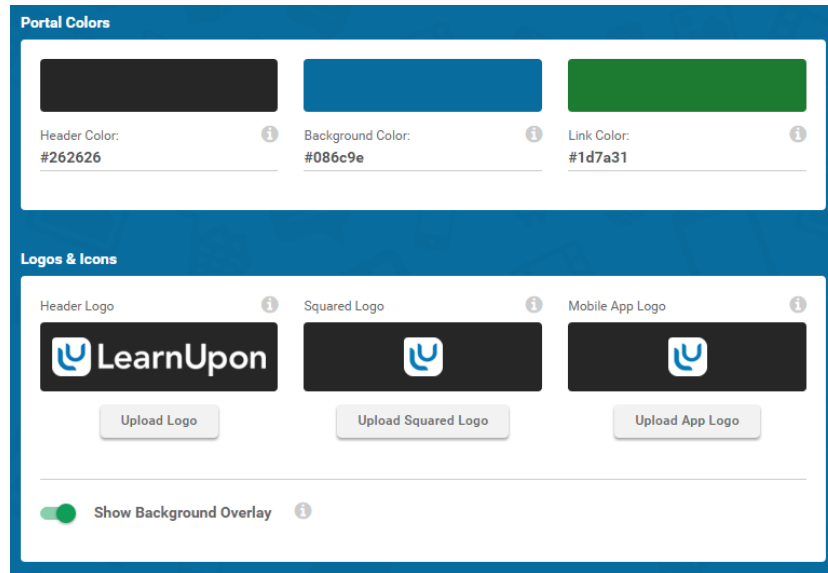 Portal Colors
Header Color:
#262626
Background Color:
#086c9e
Link Color:
#1d7a31
Logos & Icons
Header Logo
Squared Logo
Mobile App Logo
LearnUpon
Upload Logo
Upload Squared Logo
Upload App Logo
Show Background Overlay